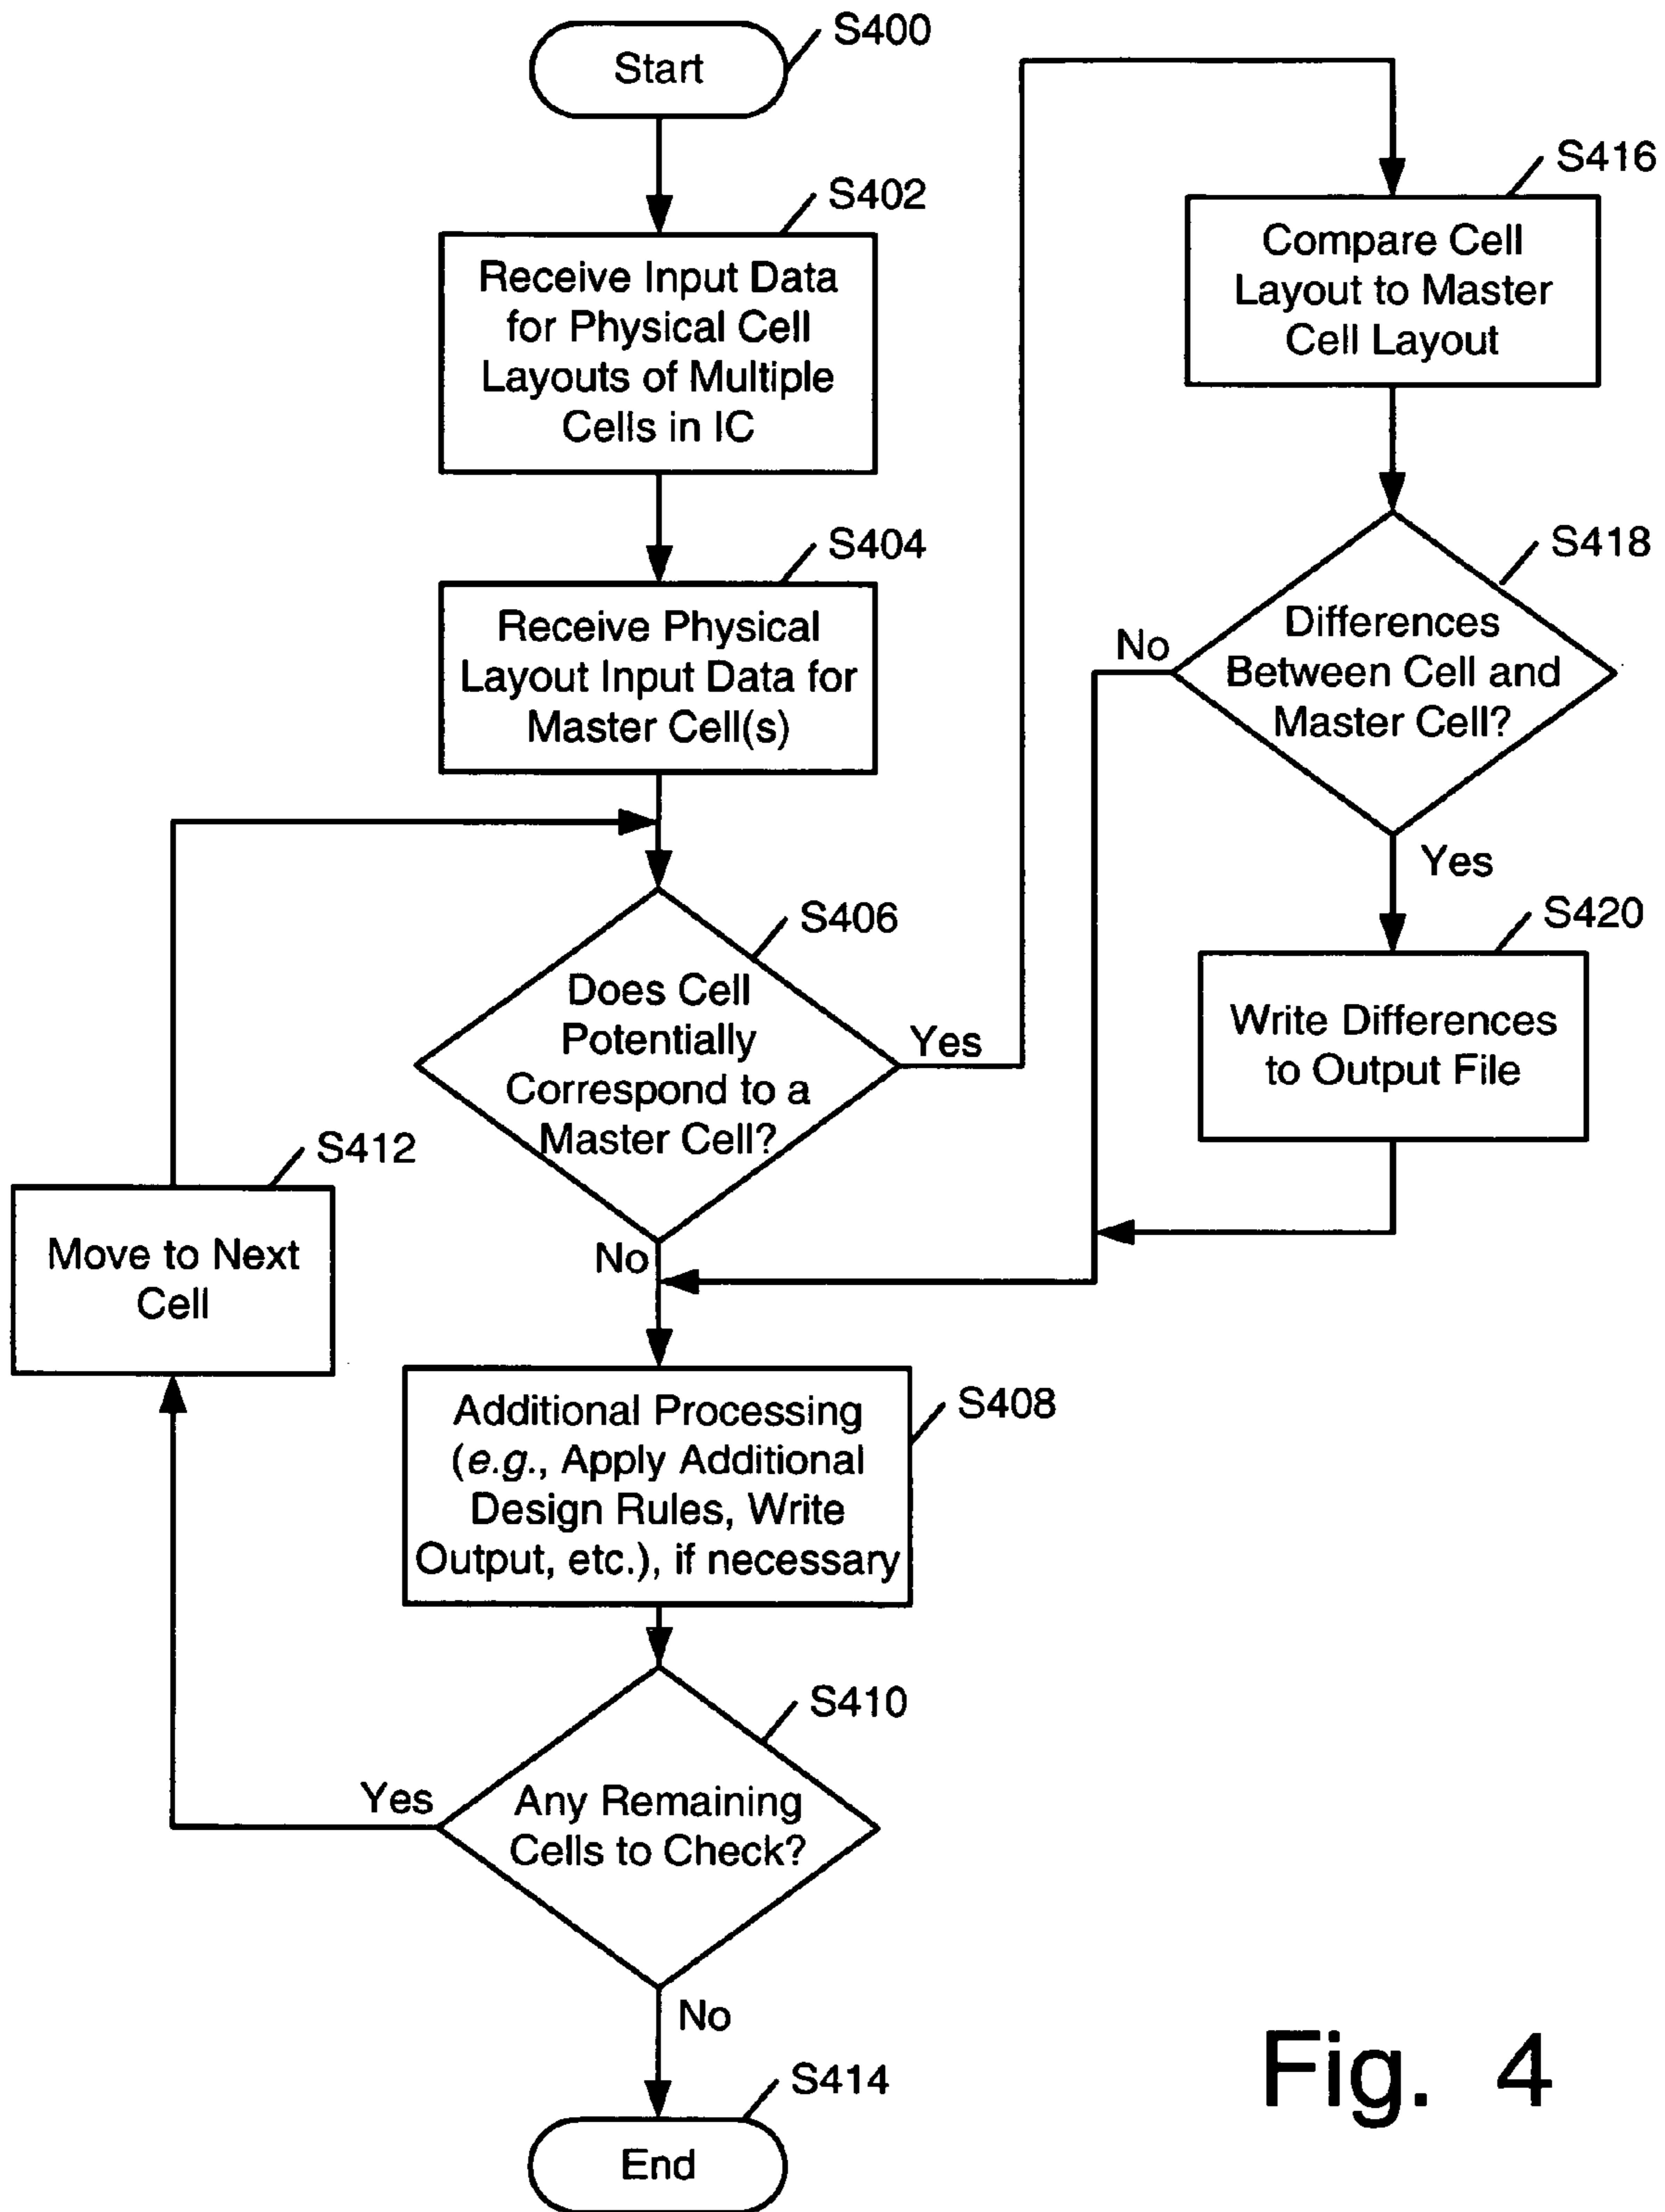 S400
Start
S402
Receive Input Data
for Physical Cell
Layouts of Multiple
Cells in IC
S404
Receive Physical
Layout Input Data for
Master Cell(s)
S406
Does Cell
Potentially
Correspond to a
Master Cell?
Yes
No
S412
Move to Next
Cell
S408
Additional Processing
(e.g., Apply Additional
Design Rules, Write
Output, etc.), if necessary
S410
Any Remaining
Cells to Check?
Yes
No
S414
End
S416
Compare Cell
Layout to Master
Cell Layout
S418
Differences
Between Cell and
Master Cell?
No
Yes
S420
Write Differences
to Output File
Fig. 4